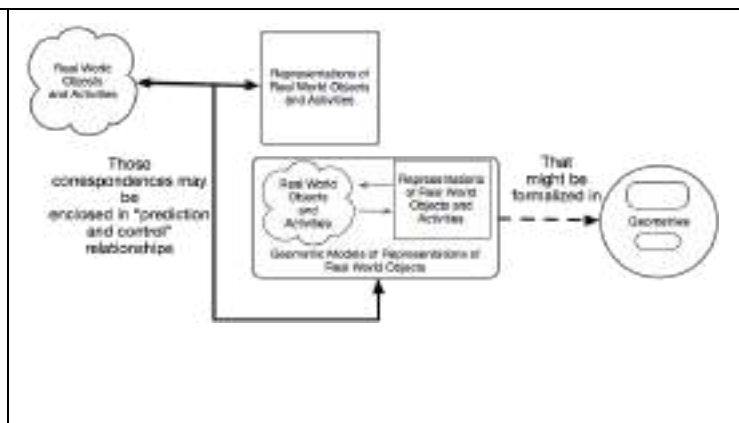 Real World
Objects
and Activities
Representations of
Real World Objects
and Activities
Those
correspondences may
be
enclosed in "prediction
and control"
relationships
Real World
Objects
and
Activities
Representations
of Real World
Objects and
Activities
Geometric Models of Representations of
Real World Objects
That
might be
formalized in
Geometries